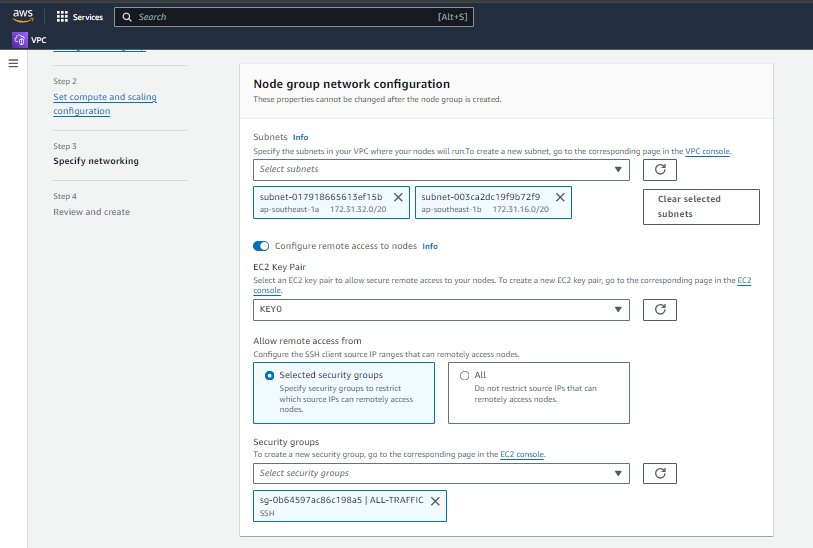 aws
Services
Search
[Alt+S]
VPC
Step 2
Set compute and scaling
configuration
Step 3
Specify networking
Step 4
Review and create
Node group network configuration
These properties cannot be changed after the node group is created.
Subnets Info
Specify the subnets in your VPC where your nodes will run.To create a new subnet, go to the corresponding page in the VPC console.
Select subnets
subnet-017918665613ef15b
ap-southeast-1a 172.31.32.0/20
subnet-003ca2dc19f9b72f9
ap-southeast-1b 172.31.16.0/20
Clear selected
subnets
Configure remote access to nodes Info
EC2 Key Pair
Select an EC2 key pair to allow secure remote access to your nodes. To create a new EC2 key pair, go to the corresponding page in the EC2
console.
KEY0
Allow remote access from
Configure the SSH client source IP ranges that can remotely access nodes.
Selected security groups
Specify security groups to restrict
which source IPs can remotely access
nodes.
All
Do not restrict source IPs that can
remotely access nodes.
Security groups
To create a new security group, go to the corresponding page in the EC2 console.
Select security groups
sg-0b64597ac86c198a5 | ALL-TRAFFIC
SSH